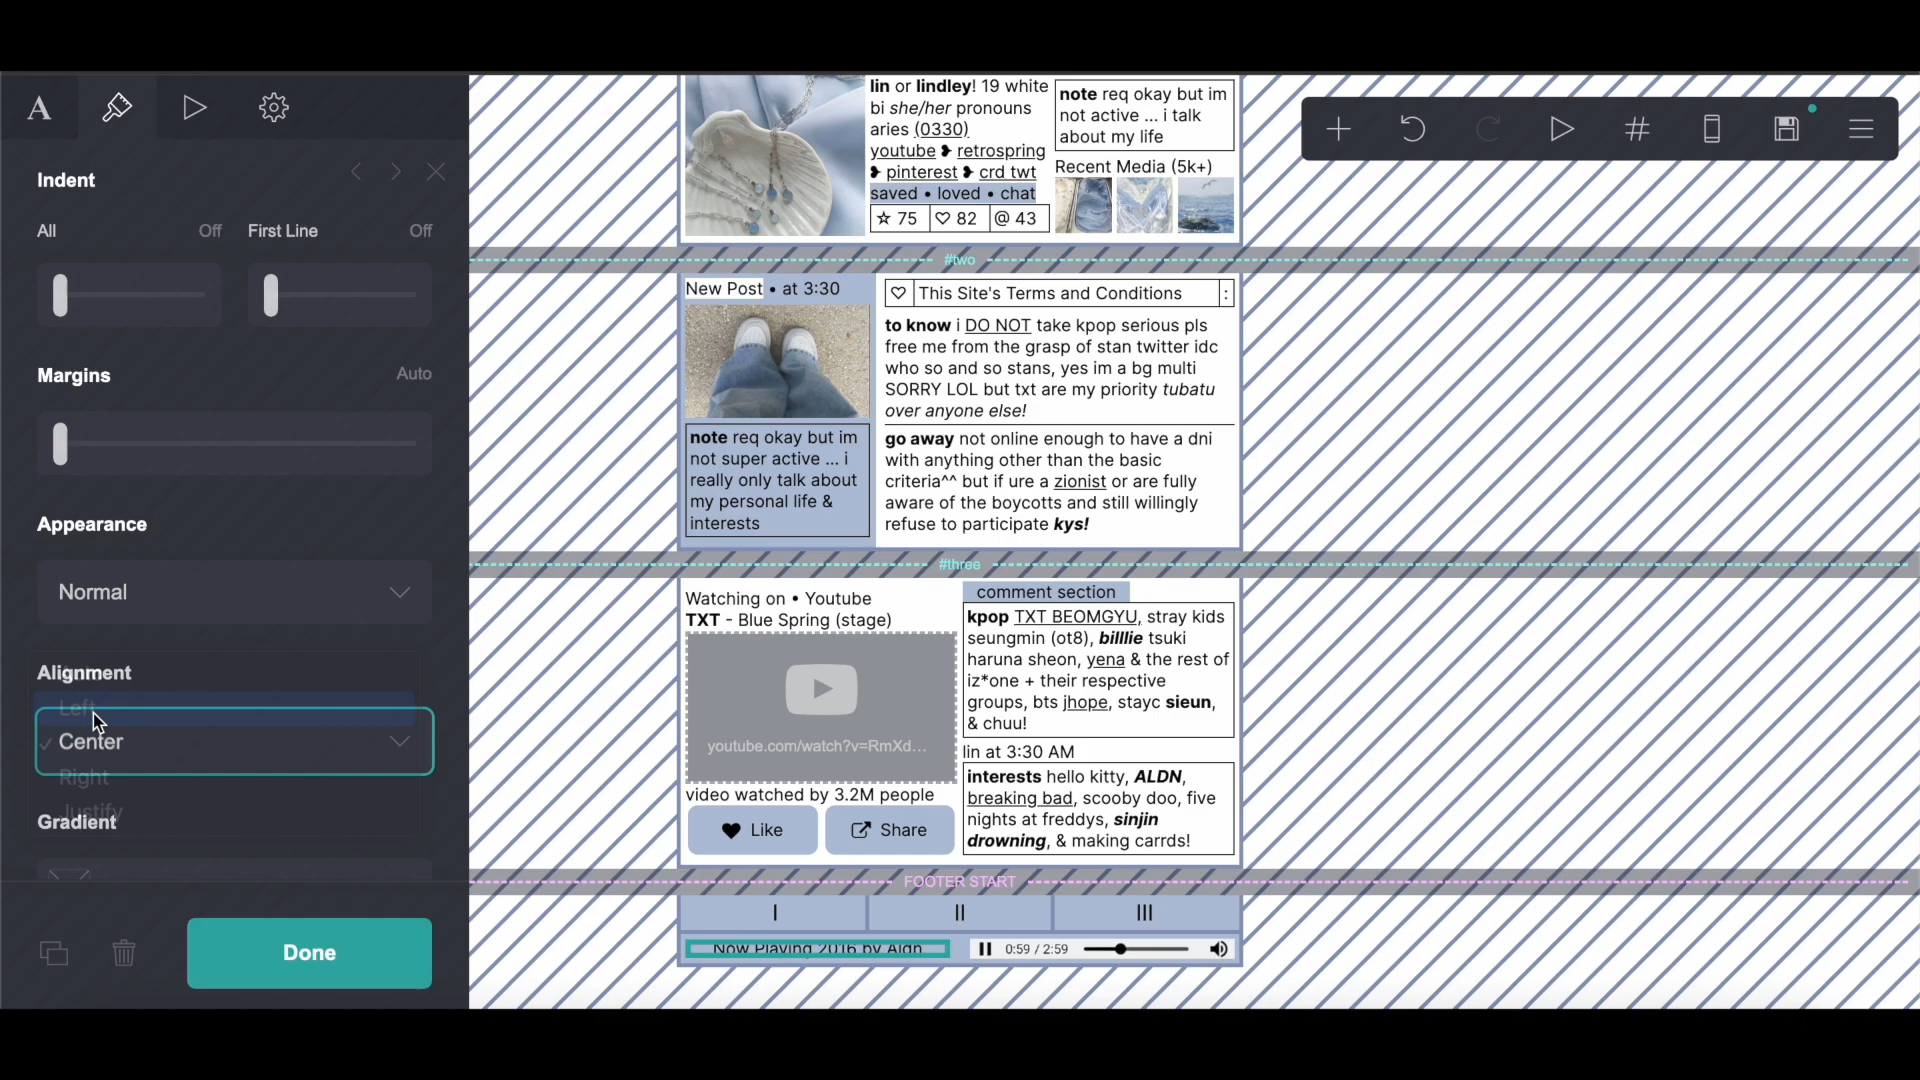 A
Indent
All Off First Line Off
Margins Auto
Appearance
Normal
Alignment
Left
Center
Right
Justify
Gradient
Done
lin or lindley! 19 white
bi she/her pronouns
aries (0330)
youtube ❥ retrospring
❥ pinterest ❥ crd twt
saved • loved • chat
☆ 75 ♡ 82 @ 43
note req okay but im
not active ... i talk
about my life
Recent Media (5k+)
#two
New Post • at 3:30
note req okay but im
not super active ... i
really only talk about
my personal life &
interests
♡ This Site's Terms and Conditions :
to know i DO NOT take kpop serious pls
free me from the grasp of stan twitter idc
who so and so stans, yes im a bg multi
SORRY LOL but txt are my priority tubatu
over anyone else!
go away not online enough to have a dni
with anything other than the basic
criteria^^ but if ure a zionist or are fully
aware of the boycotts and still willingly
refuse to participate kys!
#three
Watching on • Youtube
TXT - Blue Spring (stage)
youtube.com/watch?v=RmXd...
video watched by 3.2M people
Like
Share
comment section
kpop TXT BEOMGYU, stray kids
seungmin (ot8), billlie tsuki
haruna sheon, yena & the rest of
iz*one + their respective
groups, bts jhope, stayc sieun,
& chuu!
lin at 3:30 AM
interests hello kitty, ALDN,
breaking bad, scooby doo, five
nights at freddys, sinjin
drowning, & making carrds!
FOOTER START
I II III
Now Playing 2016 by Aldn
0:59 / 2:59